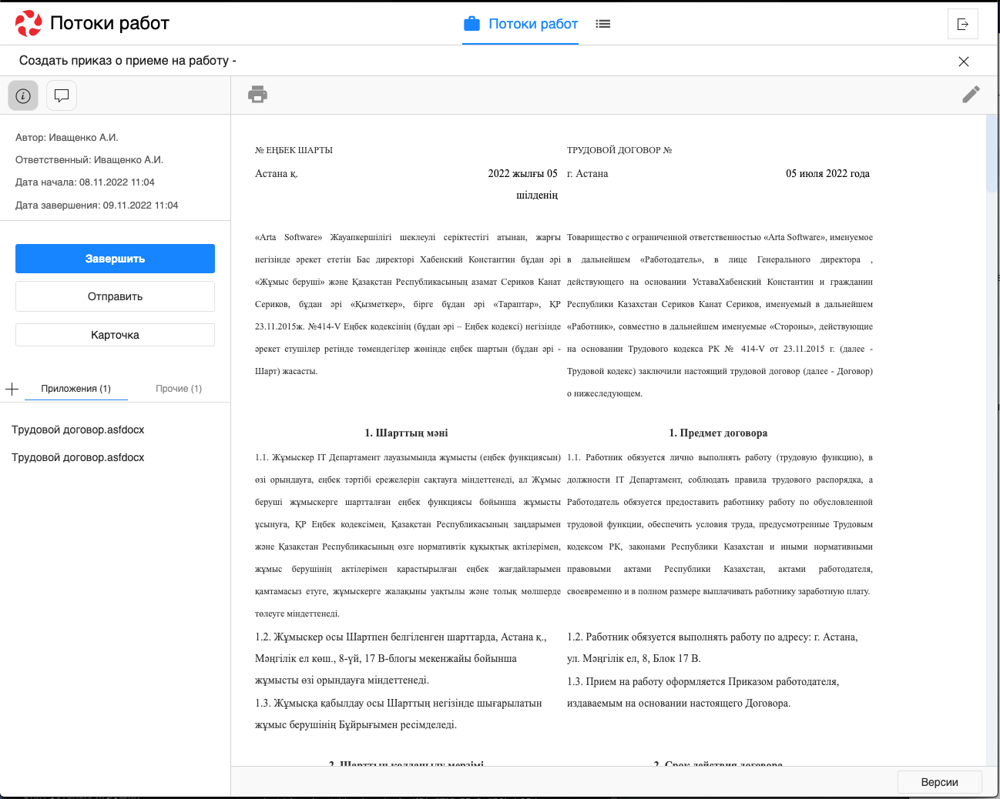 Потоки работ
Потоки работ
Создать приказ о приеме на работу -
Автор: Иващенко А.И.
Ответственный: Иващенко А.И.
Дата начала: 08.11.2022 11:04
Дата завершения: 09.11.2022 11:04
Завершить
Отправить
Карточка
Приложения (1)
Прочие (1)
Трудовой договор.asfdocx
Трудовой договор.asfdocx
№ ЕҢБЕК ШАРТЫ
Астана қ.
2022 жылғы 05
шілденің
«Arta Software» Жауапкершілігі шеклеулі серіктестігі атынан, жарғы
негізінде әрекет ететін Бас директорі Хабенский Константин бұдан әрі
«Жұмыс беруші» және Қазақстан Республикасының азамат Сериков Канат
Сериков, бұдан әрі «Қызметкер», бірге бұдан әрі «Тараптар», ҚР
23.11.2015ж. №414-V Еңбек кодексінің (бұдан әрі – Еңбек кодексі) негізінде
әрекет етушілер ретінде төмендегілер жөнінде еңбек шартын (бұдан әрі -
Шарт) жасасты.
1. Шарттың мәні
1.1. Жұмыскер IT Департамент лауазымында жұмысты (еңбек функциясын)
өзі орындауға, еңбек тәртібі ережелерін сақтауға міндеттенеді, ал Жұмыс
беруші жұмыскерге шартталған еңбек функциясы бойынша жұмысты
ұсынуға, ҚР Еңбек кодексімен, Қазақстан Республикасының заңдарымен
және Қазақстан Республикасының өзге нормативтік құқықтық актілерімен,
жұмыс берушінің актілерімен қарастырылған еңбек жағдайларымен
қамтамасыз етуге, жұмыскерге жалақыны уақтылы және толық мөлшерде
төлеуге міндеттенеді.
1.2. Жұмыскер осы Шартпен белгіленген шарттарда, Астана қ.,
Мәңгілік ел көш., 8-үй, 17 В-блогы мекенжайы бойынша
жұмысты өзі орындауға міндеттенеді.
1.3. Жұмысқа қабылдау осы Шарттың негізінде шығарылатын
жұмыс берушінің Бұйрығымен ресімделеді.
2. Шарттың қолданылу мерзімі
ТРУДОВОЙ ДОГОВОР №
г. Астана
05 июля 2022 года
Товарищество с ограниченной ответственностью «Arta Software», именуемое
в дальнейшем «Работодатель», в лице Генерального директора ,
действующего на основании УставаХабенский Константин и гражданин
Республики Казахстан Сериков Канат Сериков, именуемый в дальнейшем
«Работник», совместно в дальнейшем именуемые «Стороны», действующие
на основании Трудового кодекса РК № 414-V от 23.11.2015 г. (далее -
Трудовой кодекс) заключили настоящий трудовой договор (далее - Договор)
о нижеследующем.
1. Предмет договора
1.1. Работник обязуется лично выполнять работу (трудовую функцию), в
должности IT Департамент, соблюдать правила трудового распорядка, а
Работодатель обязуется предоставить работнику работу по обусловленной
трудовой функции, обеспечить условия труда, предусмотренные Трудовым
кодексом РК, законами Республики Казахстан и иными нормативными
правовыми актами Республики Казахстан, актами работодателя,
своевременно и в полном размере выплачивать работнику заработную плату.
1.2. Работник обязуется выполнять работу по адресу: г. Астана,
ул. Мәңгілік ел, 8, Блок 17 В.
1.3. Прием на работу оформляется Приказом работодателя,
издаваемым на основании настоящего Договора.
2. Срок действия договора
Версии